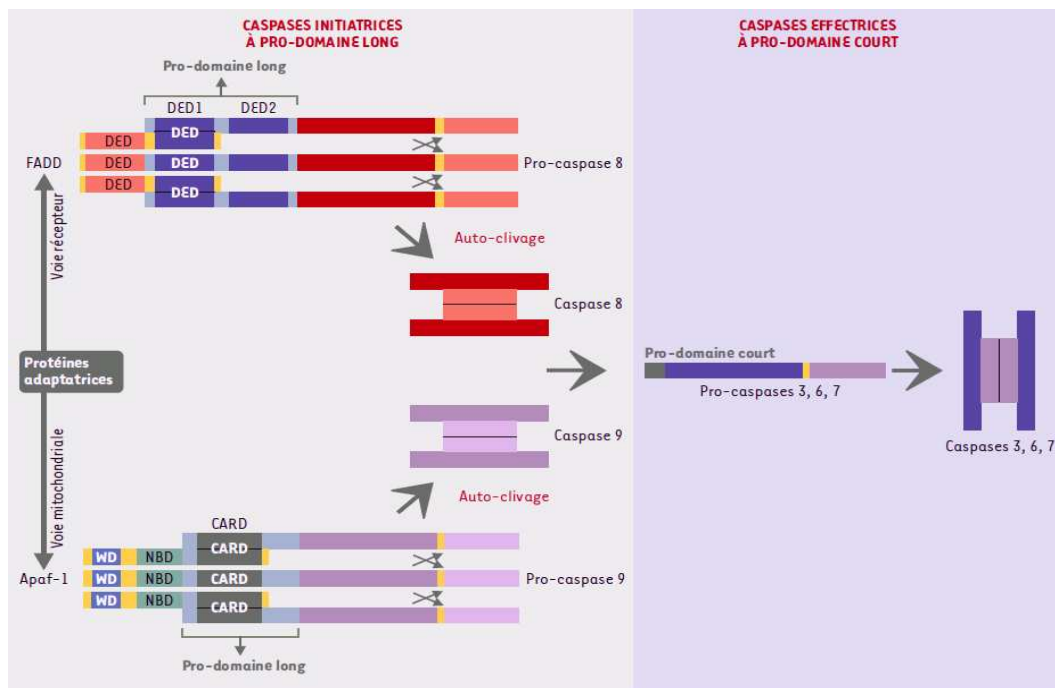 CASPASES INITIATRICES
À PRO-DOMAINE LONG
CASPASES EFFECTRICES
À PRO-DOMAINE COURT
Pro-domaine long
DED1
DED2
DED
DED
FADD
DED
DED
Pro-caspase 8
DED
DED
Voie récepteur
Auto-clivage
Caspase 8
Protéines
adaptatrices
Pro-domaine court
Pro-caspases 3, 6, 7
Caspases 3, 6, 7
Caspase 9
Voie mitochondriale
Auto-clivage
CARD
CARD
WD
NBD
Apaf-1
WD
NBD
CARD
Pro-caspase 9
WD
NBD
CARD
Pro-domaine long